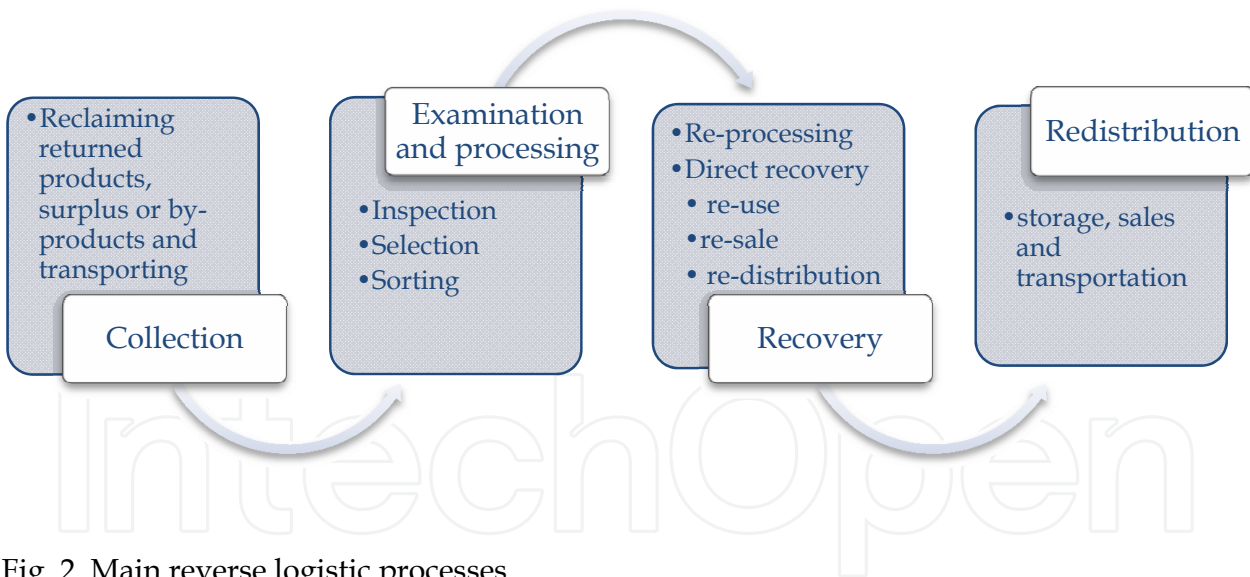 •Reclaiming
returned
products,
surplus or by-
products and
transporting
Collection
Examination
and processing
•Inspection
•Selection
•Sorting
•Re-processing
•Direct recovery
• re-use
•re-sale
• re-distribution
Recovery
Redistribution
•storage, sales
and
transportation
IntechOpen
Fig. 2. Main reverse logistic processes